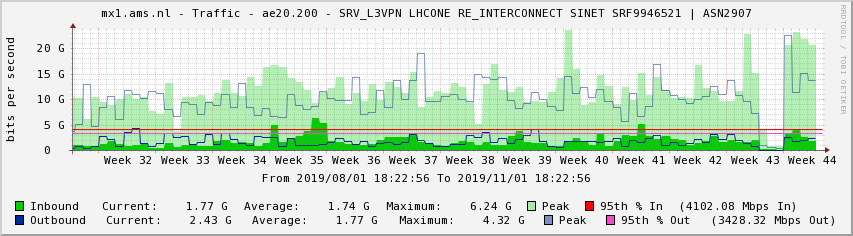 mx1.ams.nl - Traffic - ae20.200 - SRV_L3VPN LHCONE RE_INTERCONNECT SINET SRF9946521 | ASN2907
RRDTOOL / TOBI OETIKER
bits per second
20 G
15 G
10 G
5 G
0
Week 32 Week 33 Week 34 Week 35 Week 36 Week 37 Week 38 Week 39 Week 40 Week 41 Week 42 Week 43 Week 44
From 2019/08/01 18:22:56 To 2019/11/01 18:22:56
Inbound Current: 1.77 G Average: 1.74 G Maximum: 6.24 G Peak 95th % In (4102.08 Mbps In)
Outbound Current: 2.43 G Average: 1.77 G Maximum: 4.32 G Peak 95th % Out (3428.32 Mbps Out)